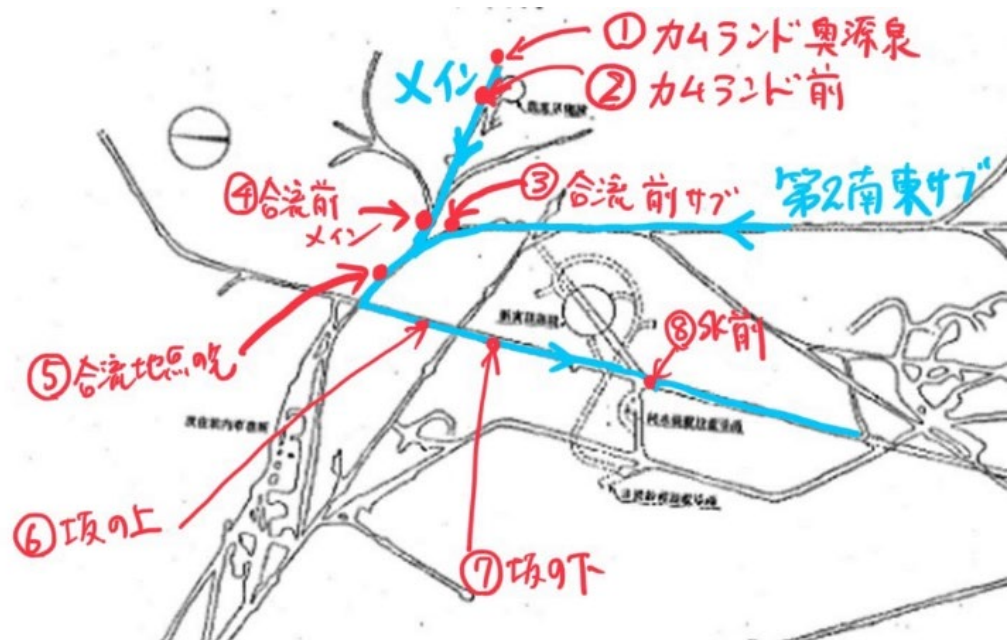 ① カムランド奥源泉
メイン
② カムランド前
④合流前
メイン
③ 合流前サブ
第2南東サブ
⑧SK前
⑤合流地点の先
⑥坂の上
⑦坂の下